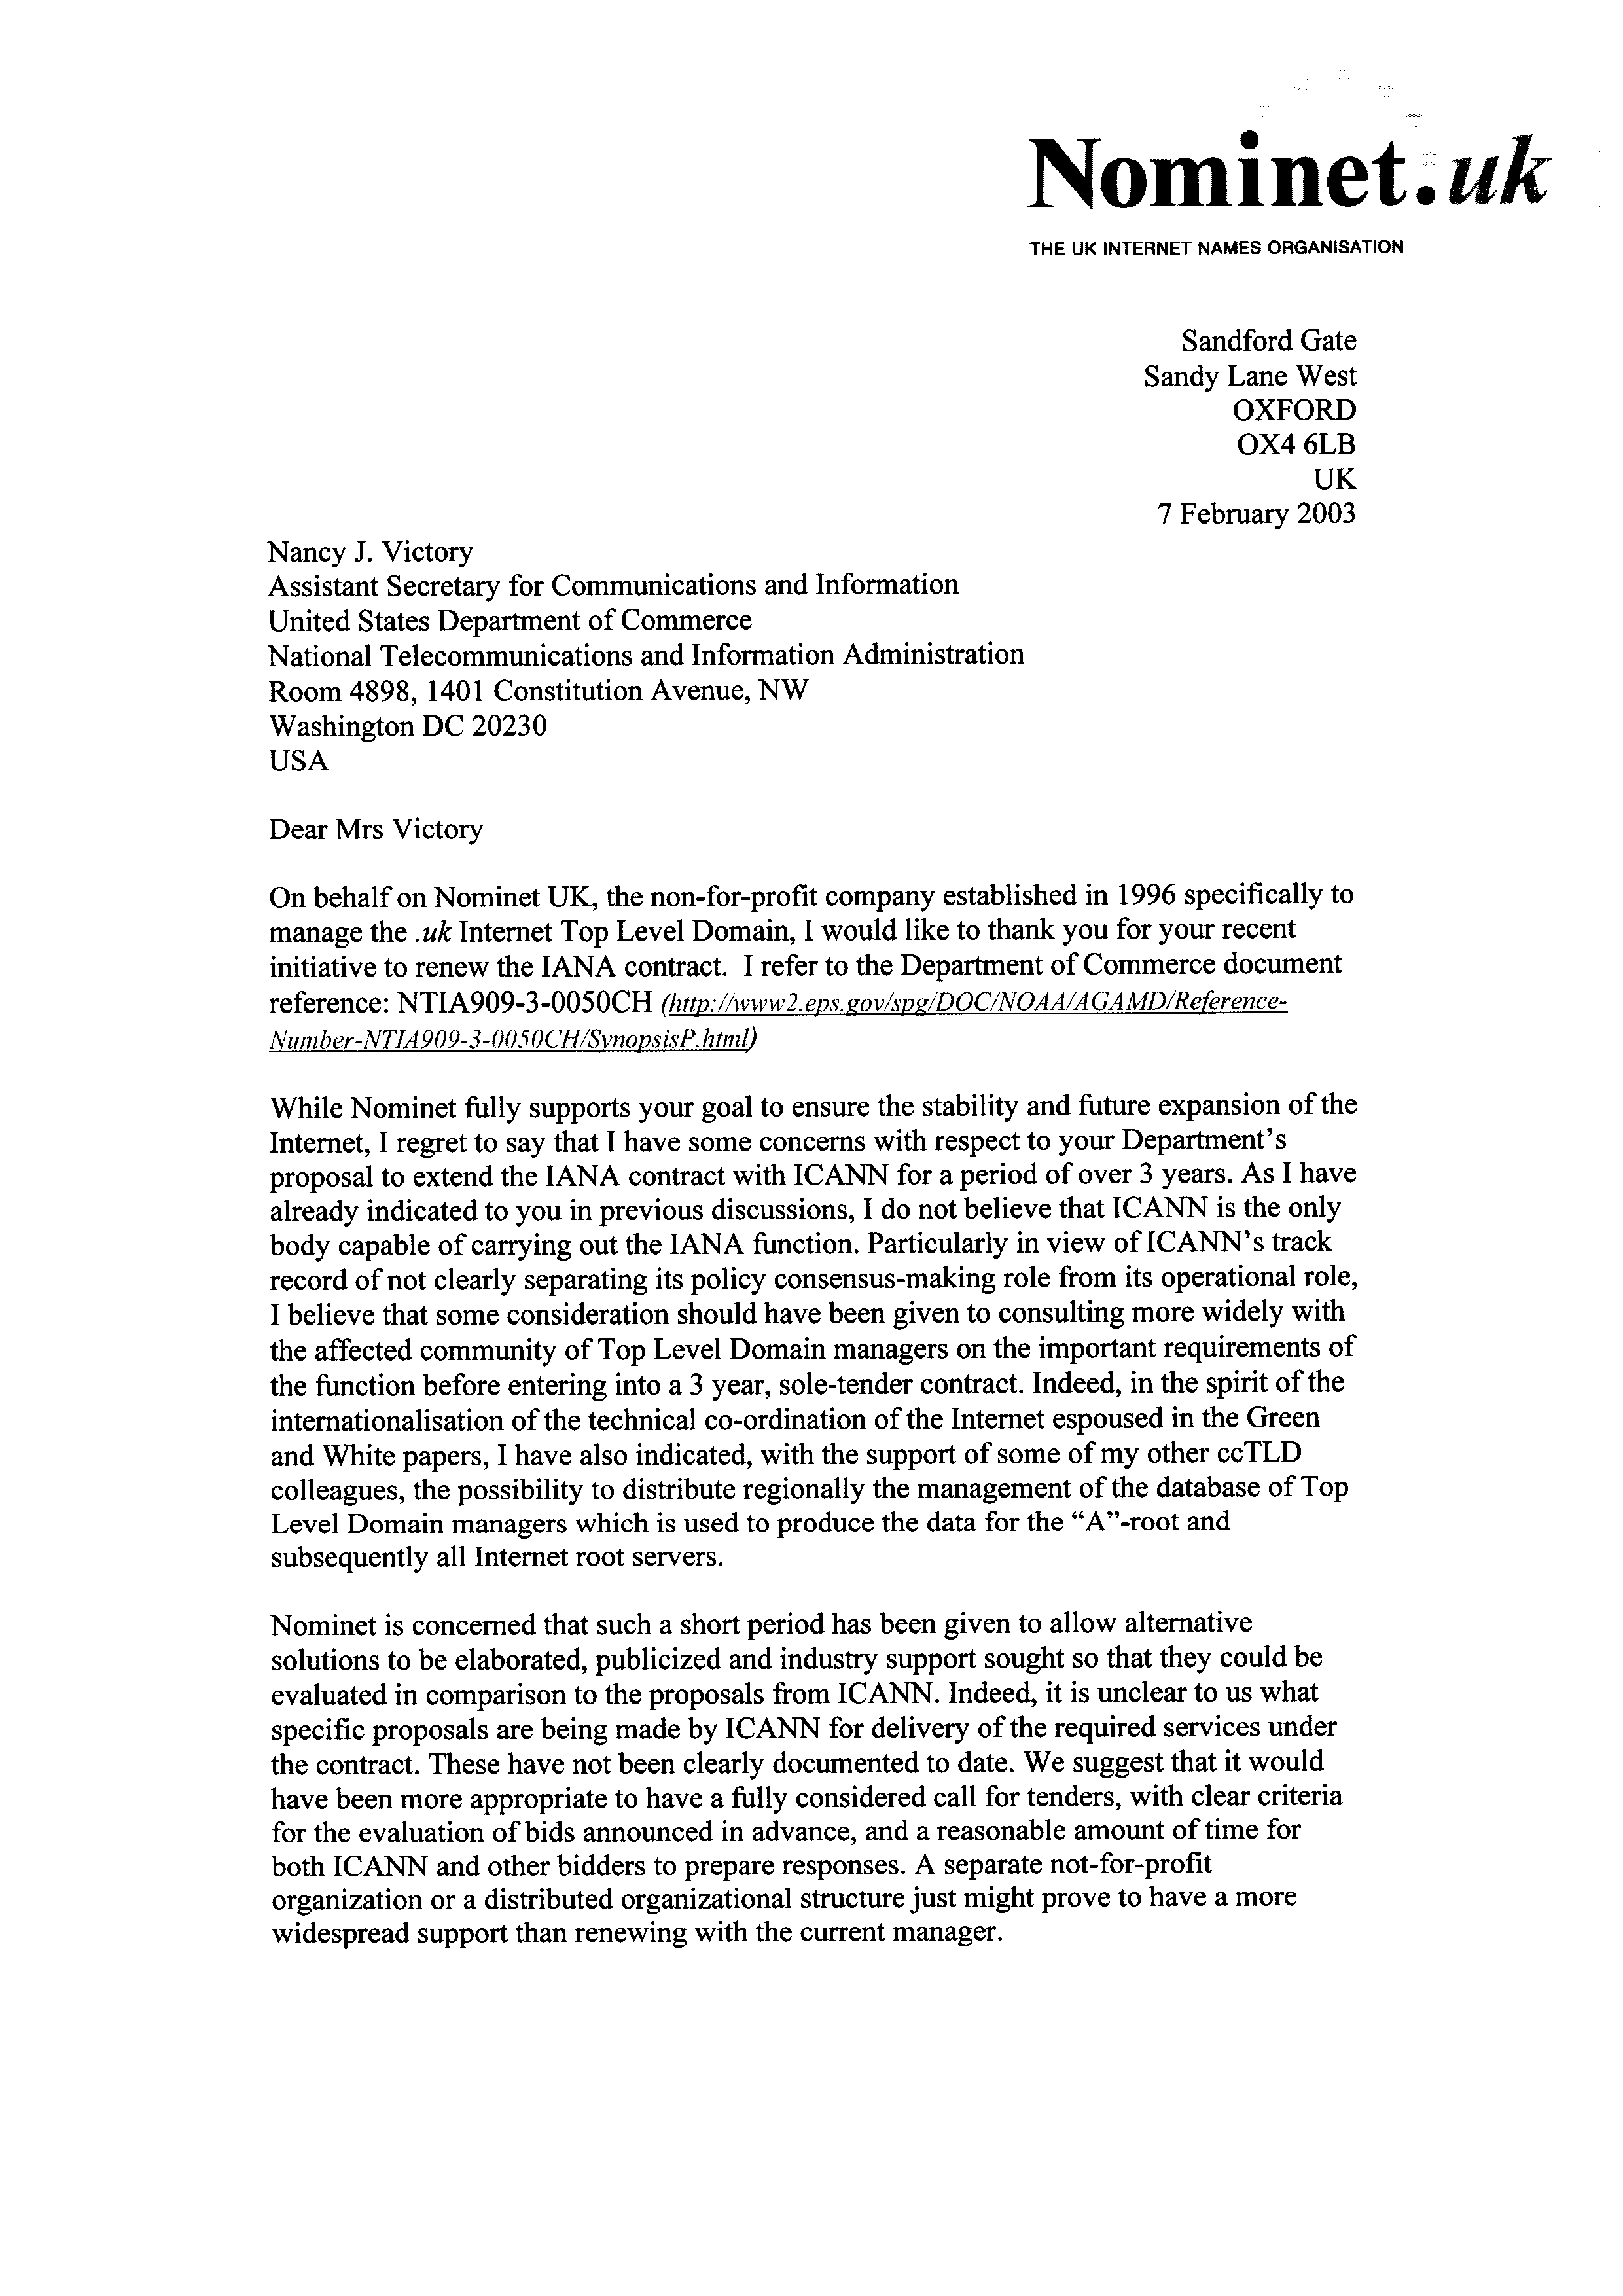 Nominet.uk
THE UK INTERNET NAMES ORGANISATION
Sandford Gate
Sandy Lane West
OXFORD
OX4 6LB
UK
7 February 2003
Nancy J. Victory
Assistant Secretary for Communications and Information
United States Department of Commerce
National Telecommunications and Information Administration
Room 4898, 1401 Constitution Avenue, NW
Washington DC 20230
USA
Dear Mrs Victory
On behalf on Nominet UK, the non-for-profit company established in 1996 specifically to
manage the .uk Internet Top Level Domain, I would like to thank you for your recent
initiative to renew the IANA contract.  I refer to the Department of Commerce document
reference: NTIA909-3-0050CH (http://www2.eps.gov/spg/DOC/NOAA/AGAMD/Reference-
Number-NTIA909-3-0050CH/SynopsisP.html)
While Nominet fully supports your goal to ensure the stability and future expansion of the
Internet, I regret to say that I have some concerns with respect to your Department's
proposal to extend the IANA contract with ICANN for a period of over 3 years. As I have
already indicated to you in previous discussions, I do not believe that ICANN is the only
body capable of carrying out the IANA function. Particularly in view of ICANN's track
record of not clearly separating its policy consensus-making role from its operational role,
I believe that some consideration should have been given to consulting more widely with
the affected community of Top Level Domain managers on the important requirements of
the function before entering into a 3 year, sole-tender contract. Indeed, in the spirit of the
internationalisation of the technical co-ordination of the Internet espoused in the Green
and White papers, I have also indicated, with the support of some of my other ccTLD
colleagues, the possibility to distribute regionally the management of the database of Top
Level Domain managers which is used to produce the data for the “A”-root and
subsequently all Internet root servers.
Nominet is concerned that such a short period has been given to allow alternative
solutions to be elaborated, publicized and industry support sought so that they could be
evaluated in comparison to the proposals from ICANN. Indeed, it is unclear to us what
specific proposals are being made by ICANN for delivery of the required services under
the contract. These have not been clearly documented to date. We suggest that it would
have been more appropriate to have a fully considered call for tenders, with clear criteria
for the evaluation of bids announced in advance, and a reasonable amount of time for
both ICANN and other bidders to prepare responses. A separate not-for-profit
organization or a distributed organizational structure just might prove to have a more
widespread support than renewing with the current manager.